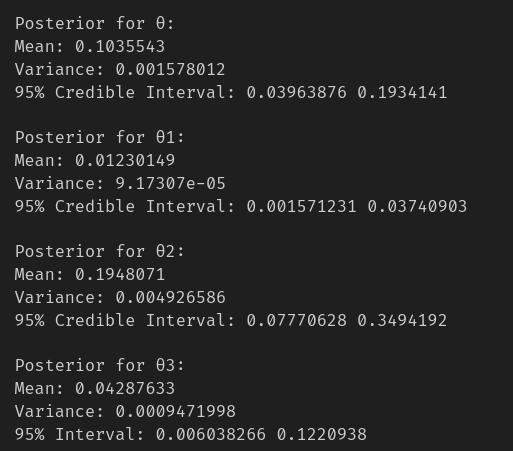 Posterior for θ:
Mean: 0.1035543
Variance: 0.001578012
95% Credible Interval: 0.03963876 0.1934141
Posterior for θ1:
Mean: 0.01230149
Variance: 9.17307e-05
95% Credible Interval: 0.001571231 0.03740903
Posterior for θ2:
Mean: 0.1948071
Variance: 0.004926586
95% Credible Interval: 0.07770628 0.3494192
Posterior for θ3:
Mean: 0.04287633
Variance: 0.0009471998
95% Interval: 0.006038266 0.1220938